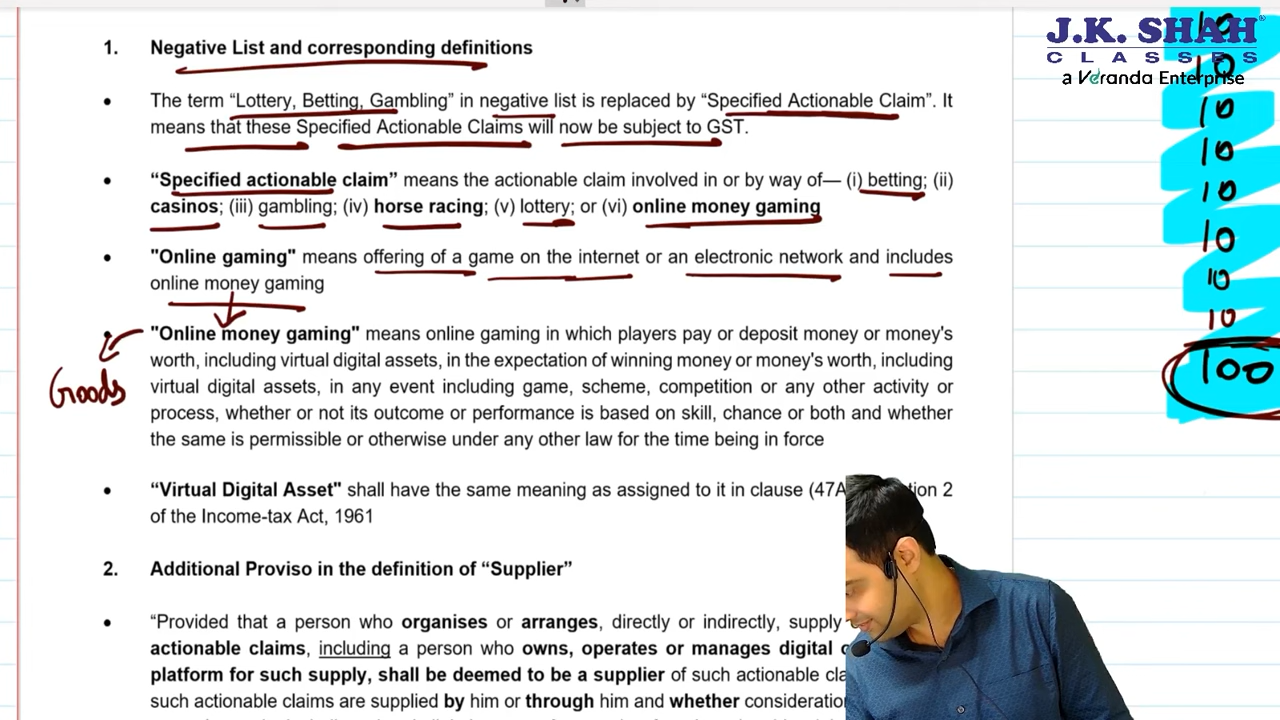 1. Negative List and corresponding definitions
• The term “Lottery, Betting, Gambling” in negative list is replaced by “Specified Actionable Claim”. It
means that these Specified Actionable Claims will now be subject to GST.
• “Specified actionable claim” means the actionable claim involved in or by way of— (i) betting; (ii)
casinos; (iii) gambling; (iv) horse racing; (v) lottery; or (vi) online money gaming
• "Online gaming" means offering of a game on the internet or an electronic network and includes
online money gaming
• "Online money gaming" means online gaming in which players pay or deposit money or money's
worth, including virtual digital assets, in the expectation of winning money or money's worth, including
virtual digital assets, in any event including game, scheme, competition or any other activity or
process, whether or not its outcome or performance is based on skill, chance or both and whether
the same is permissible or otherwise under any other law for the time being in force
Goods
• “Virtual Digital Asset" shall have the same meaning as assigned to it in clause (47A tion 2
of the Income-tax Act, 1961
2. Additional Proviso in the definition of “Supplier”
• “Provided that a person who organises or arranges, directly or indirectly, supply
actionable claims, including a person who owns, operates or manages digital
platform for such supply, shall be deemed to be a supplier of such actionable
such actionable claims are supplied by him or through him and whether consideration
J.K. SHAH®
CLASSES
a Veranda Enterprise
10
10
10
10
10
10
10
10
100